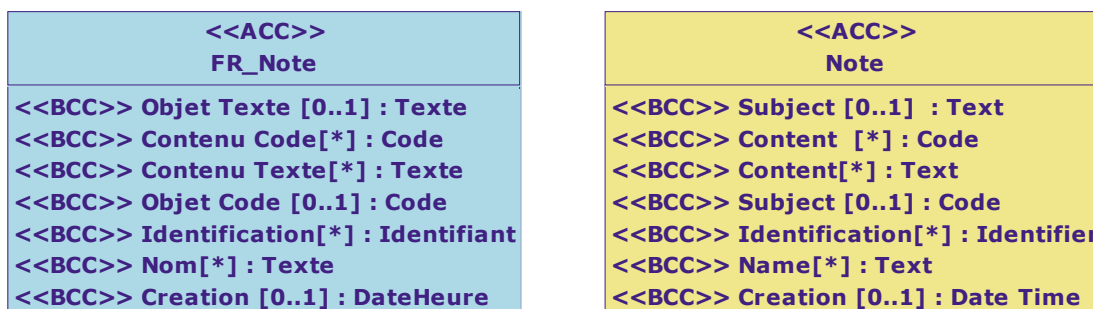 <<ACC>>
FR_Note
<<BCC>> Objet Texte [0..1] : Texte
<<BCC>> Contenu Code[*] : Code
<<BCC>> Contenu Texte[*] : Texte
<<BCC>> Objet Code [0..1] : Code
<<BCC>> Identification[*] : Identifiant
<<BCC>> Nom[*] : Texte
<<BCC>> Creation [0..1] : DateHeure
<<ACC>>
Note
<<BCC>> Subject [0..1] : Text
<<BCC>> Content [*] : Code
<<BCC>> Content[*] : Text
<<BCC>> Subject [0..1] : Code
<<BCC>> Identification[*] : Identifier
<<BCC>> Name[*] : Text
<<BCC>> Creation [0..1] : Date Time